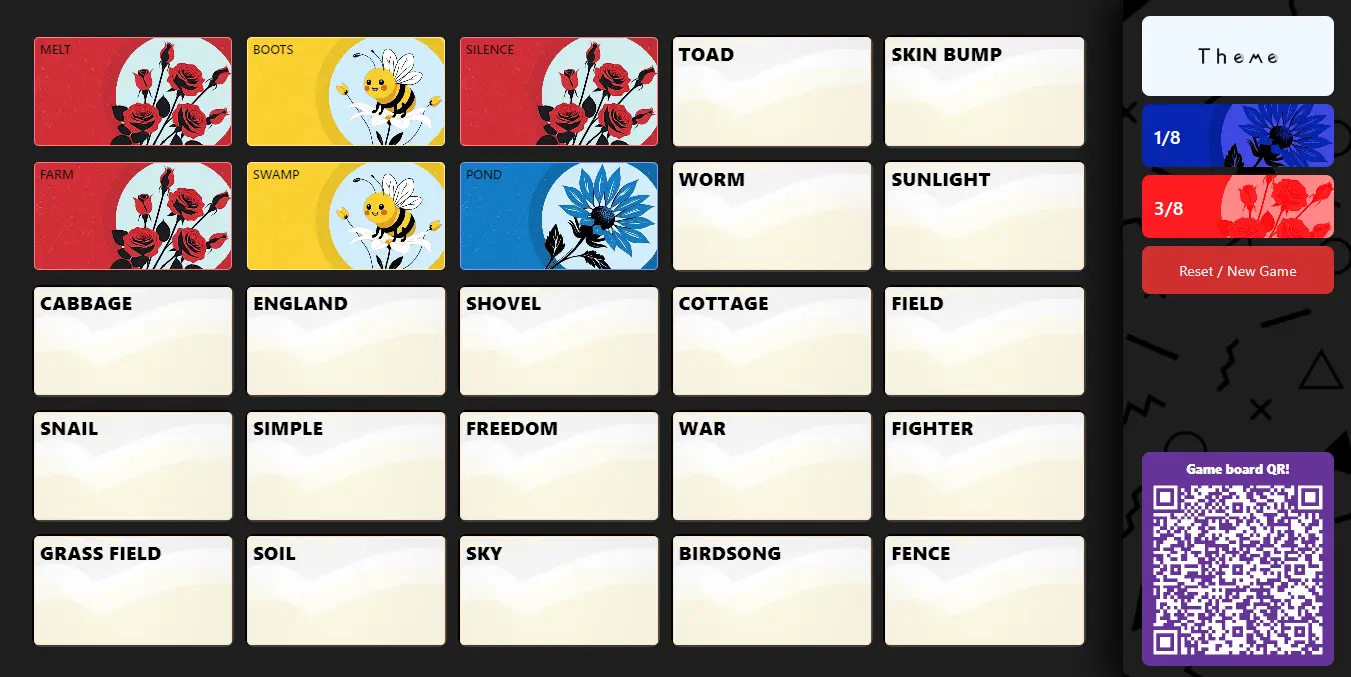 MELT
BOOTS
SILENCE
TOAD
SKIN BUMP
FARM
SWAMP
POND
WORM
SUNLIGHT
CABBAGE
ENGLAND
SHOVEL
COTTAGE
FIELD
SNAIL
SIMPLE
FREEDOM
WAR
FIGHTER
GRASS FIELD
SOIL
SKY
BIRDSONG
FENCE
Theme
1/8
3/8
Reset / New Game
Game board QR!